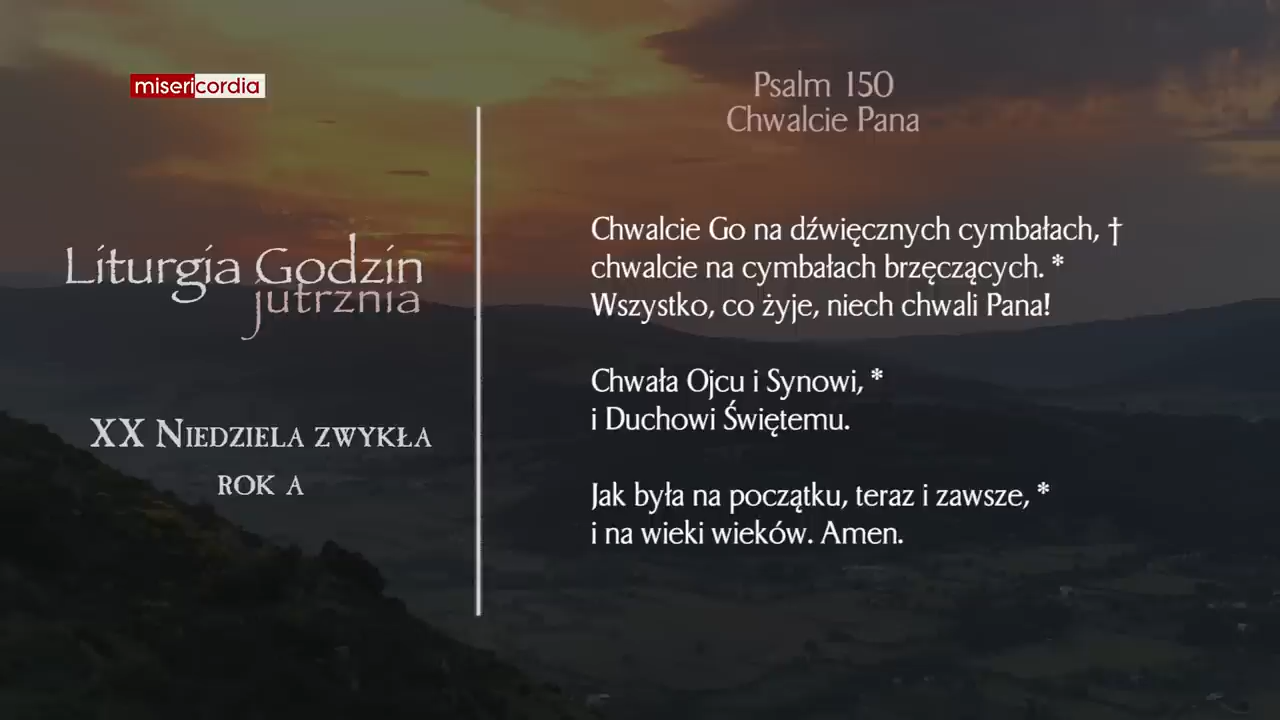 misericordia
Liturgia Godzin
jutrznia
XX Niedziela zwykła
rok A
Psalm 150
Chwalcie Pana
Chwalcie Go na dźwięcznych cymbałach, †
chwalcie na cymbałach brzęczących. *
Wszystko, co żyje, niech chwali Pana!
Chwała Ojcu i Synowi, *
i Duchowi Świętemu.
Jak była na początku, teraz i zawsze, *
i na wieki wieków. Amen.